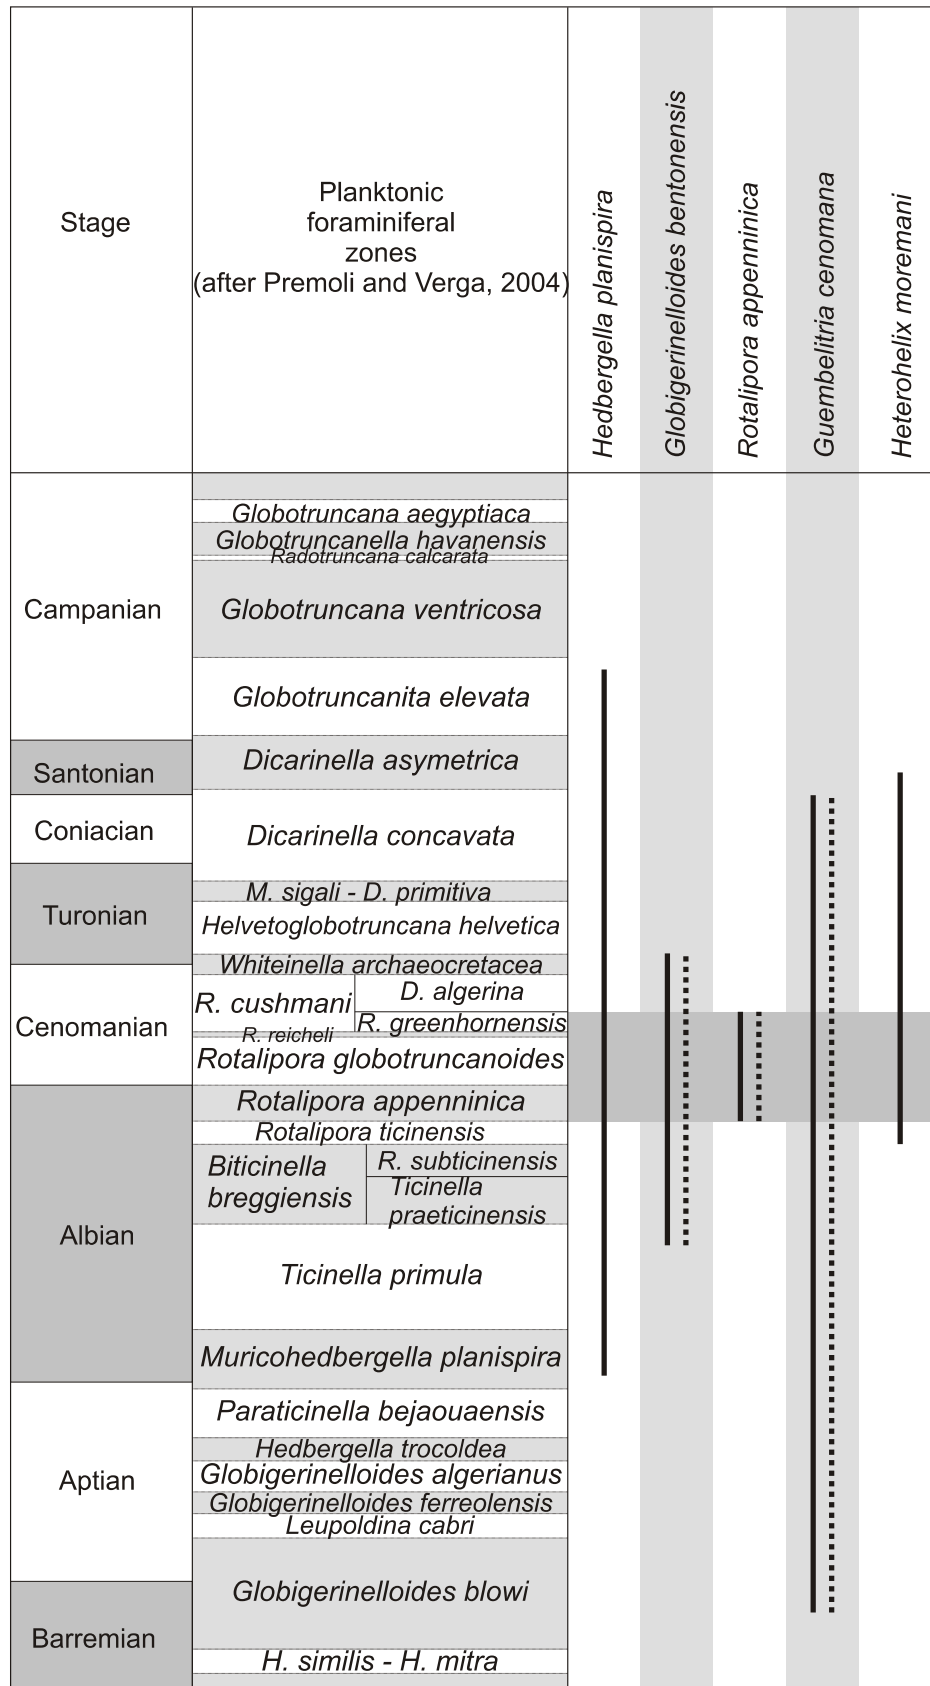 Stage
Planktonic
foraminiferal
zones
(after Premoli and Verga, 2004)
Hedbergella planispira
Globigerinelloides bentonensis
Rotalipora appenninica
Guembelitria cenomana
Heterohelix moremani
Campanian
Santonian
Coniacian
Turonian
Cenomanian
Albian
Aptian
Barremian
Globotruncana aegyptiaca
Globotruncanella havanensis
Radotruncana calcarata
Globotruncana ventricosa
Globotruncanita elevata
Dicarinella asymetrica
Dicarinella concavata
M. sigali - D. primitiva
Helvetoglobotruncana helvetica
Whiteinella archaeocretacea
R. cushmani
D. algerina
R. greenhornensis
R. reicheli
Rotalipora globotruncanoides
Rotalipora appenninica
Rotalipora ticinensis
Biticinella
breggiensis
R. subticinensis
Ticinella
praeticinensis
Ticinella primula
Muricohedbergella planispira
Paraticinella bejaouaensis
Hedbergella trocoldea
Globigerinelloides algerianus
Globigerinelloides ferreolensis
Leupoldina cabri
Globigerinelloides blowi
H. similis - H. mitra